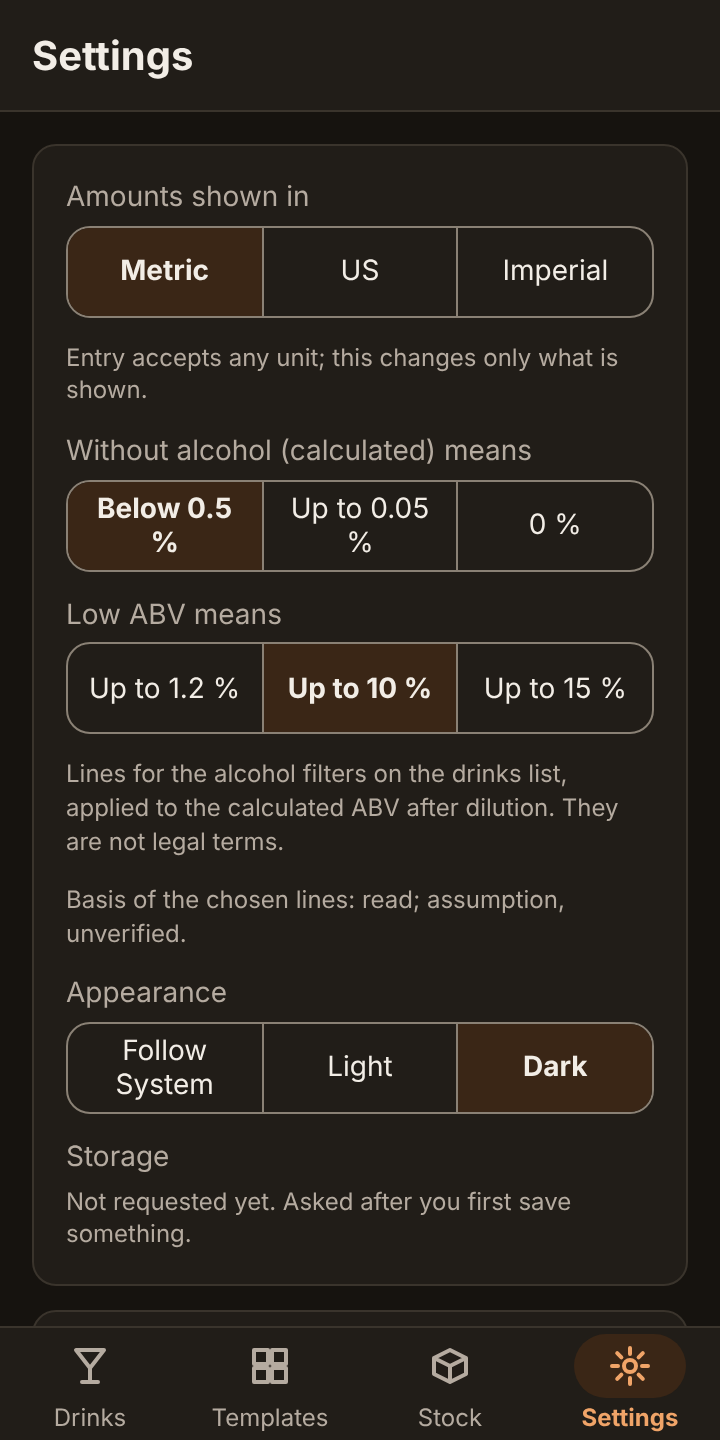 Settings
Amounts shown in
Metric
US
Imperial
Entry accepts any unit; this changes only what is
shown.
Without alcohol (calculated) means
Below 0.5
%
Up to 0.05
%
0 %
Low ABV means
Up to 1.2 %
Up to 10 %
Up to 15 %
Lines for the alcohol filters on the drinks list,
applied to the calculated ABV after dilution. They
are not legal terms.
Basis of the chosen lines: read; assumption,
unverified.
Appearance
Follow
System
Light
Dark
Storage
Not requested yet. Asked after you first save
something.
Drinks
Templates
Stock
Settings